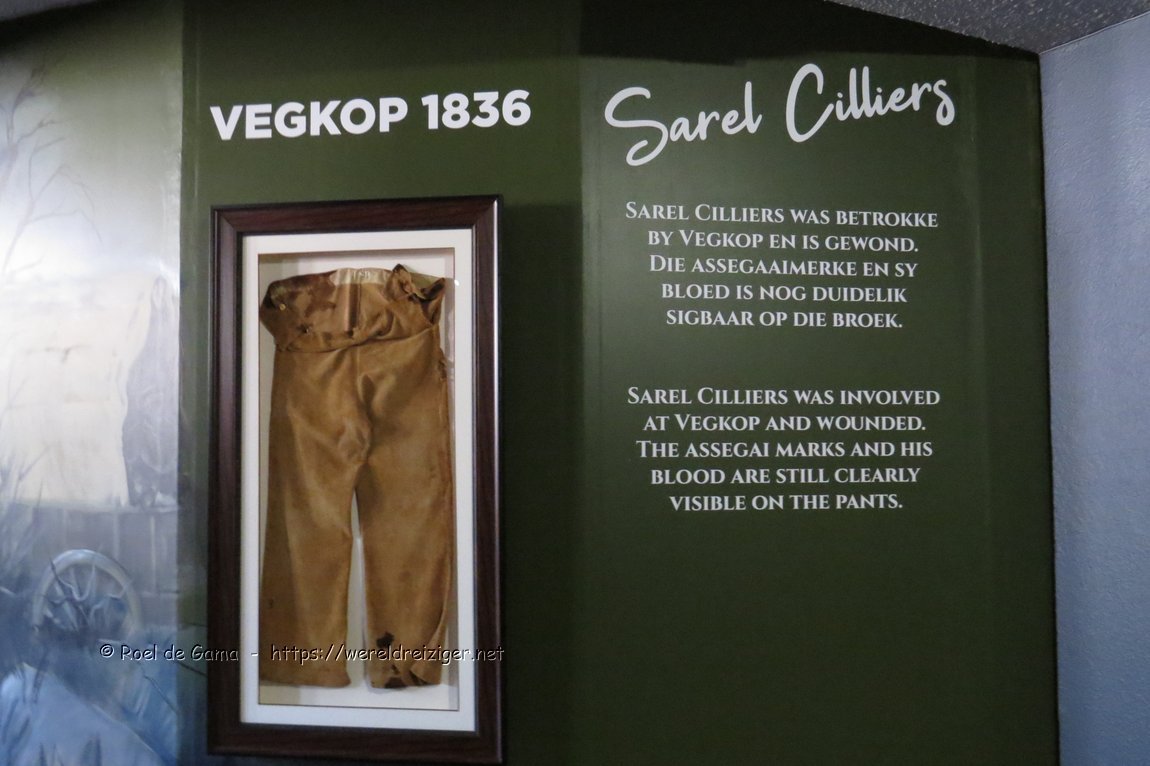 VEGKOP 1836
Sarel Cilliers
SAREL CILLIERS WAS BETROKKE
BY VEGKOP EN IS GEWOND.
DIE ASSEGAAIMERKE EN SY
BLOED IS NOG DUIDELIK
SIGBAAR OP DIE BROEK.
SAREL CILLIERS WAS INVOLVED
AT VEGKOP AND WOUNDED.
THE ASSEGAI MARKS AND HIS
BLOOD ARE STILL CLEARLY
VISIBLE ON THE PANTS.
© Roel de Gama - https://wereldreiziger.net